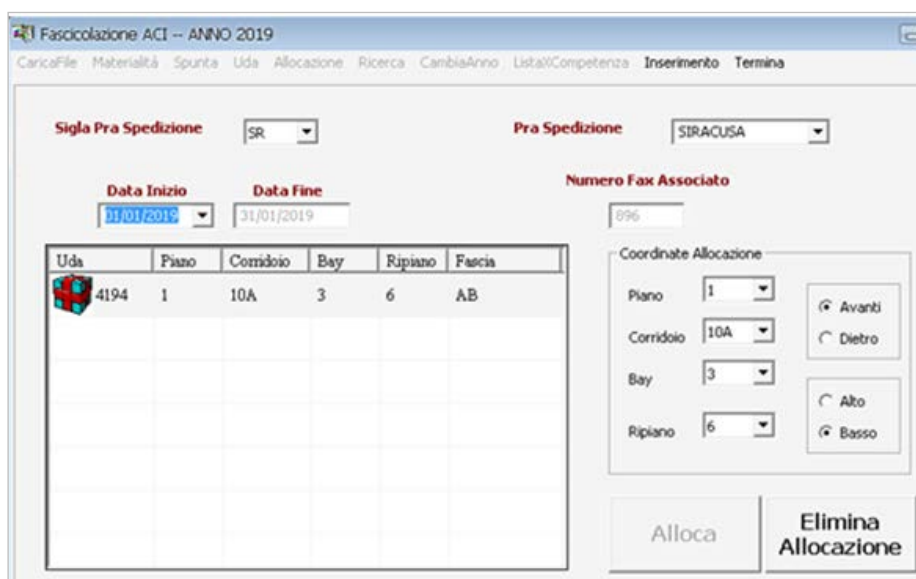 Fascicolazione ACI -- ANNO 2019
CaricaFile Materialità Spunta Uda Allocazione Ricerca CambiaAnno ListaXCompetenza Inserimento Termina
Sigla Pra Spedizione SR Pra Spedizione SIRACUSA
Data Inizio Data Fine Numero Fax Associato
01/01/2019 31/01/2019 896
Uda Piano Corridoio Bay Ripiano Fascia
4194 1 10A 3 6 AB
Coordinate Allocazione
Piano 1
Corridoio 10A
Bay 3
Ripiano 6
Avanti
Dietro
Alto
Basso
Alloca
Elimina
Allocazione